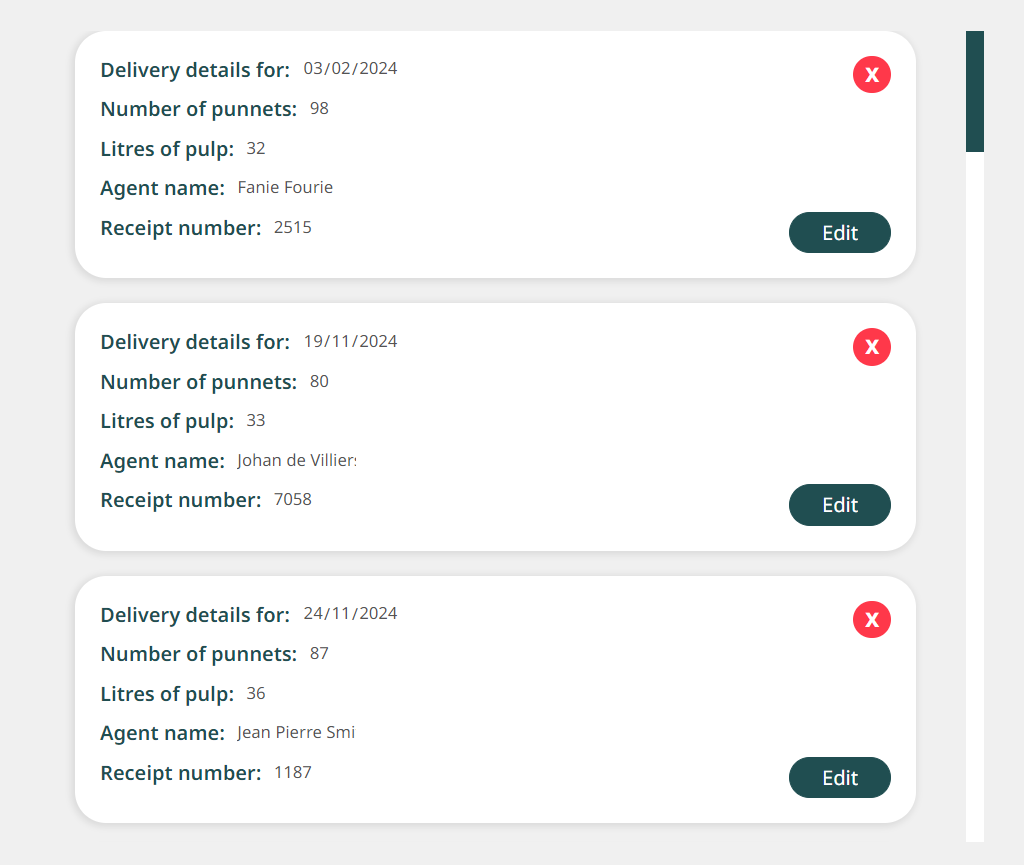 Delivery details for: 03/02/2024
X
Number of punnets: 98
Litres of pulp: 32
Agent name: Fanie Fourie
Receipt number: 2515
Edit
Delivery details for: 19/11/2024
X
Number of punnets: 80
Litres of pulp: 33
Agent name: Johan de Villiers
Receipt number: 7058
Edit
Delivery details for: 24/11/2024
X
Number of punnets: 87
Litres of pulp: 36
Agent name: Jean Pierre Smi
Receipt number: 1187
Edit